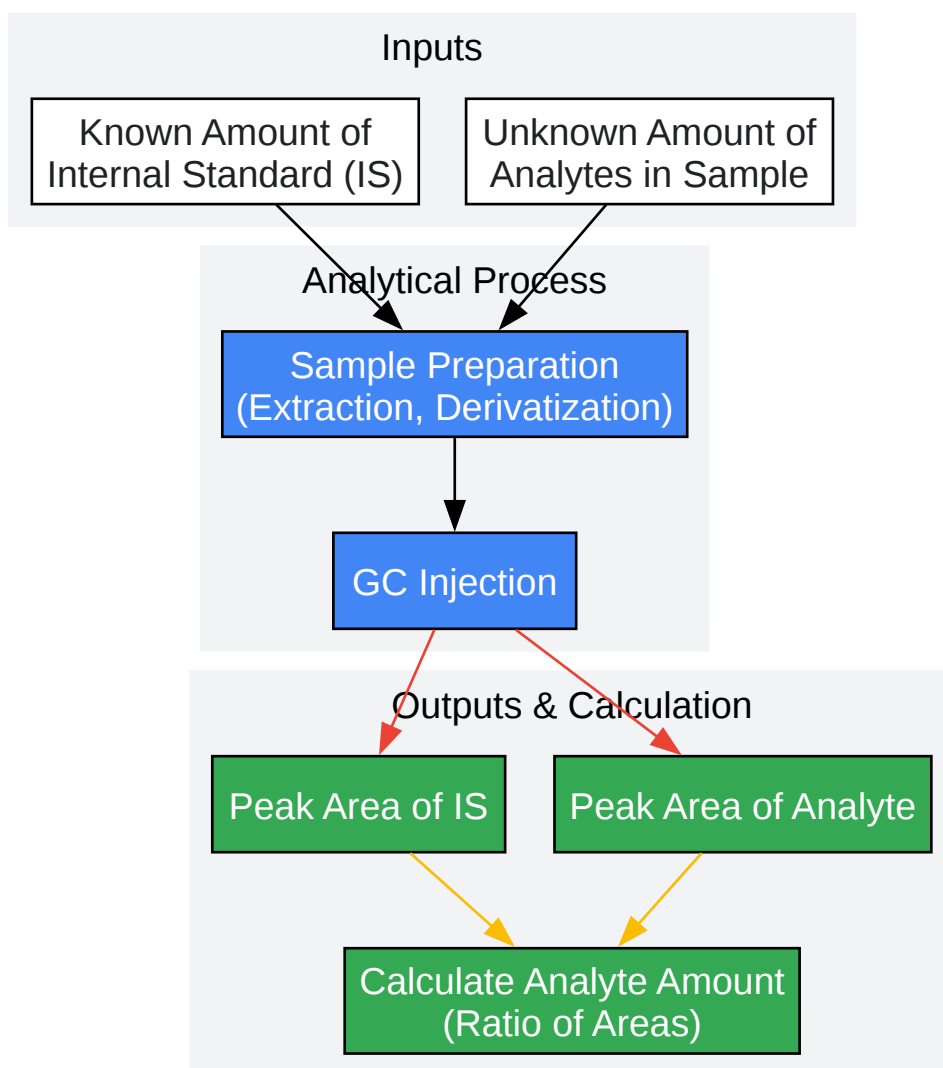 Inputs
Known Amount of
Internal Standard (IS)
Unknown Amount of
Analytes in Sample
Analytical Process
Sample Preparation
(Extraction, Derivatization)
GC Injection
Outputs & Calculation
Peak Area of IS
Peak Area of Analyte
Calculate Analyte Amount
(Ratio of Areas)